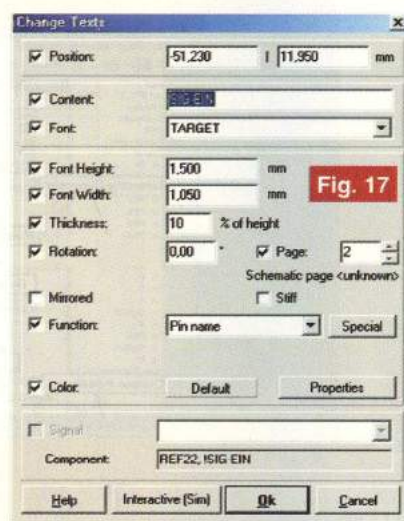 Change Texts
Position: -51,230 | 11,950 mm
Content: SIG EIN
Font: TARGET
Font Height: 1,500 mm
Font Width: 1,050 mm
Fig. 17
Thickness: 10 % of height
Rotation: 0,00 ° Page: 2
Schematic page <unknown>
Mirrored Stiff
Function: Pin name Special
Color: Default Properties
Signal
Component: REF22, !SIG EIN
Help Interactive (Sim) Ok Cancel